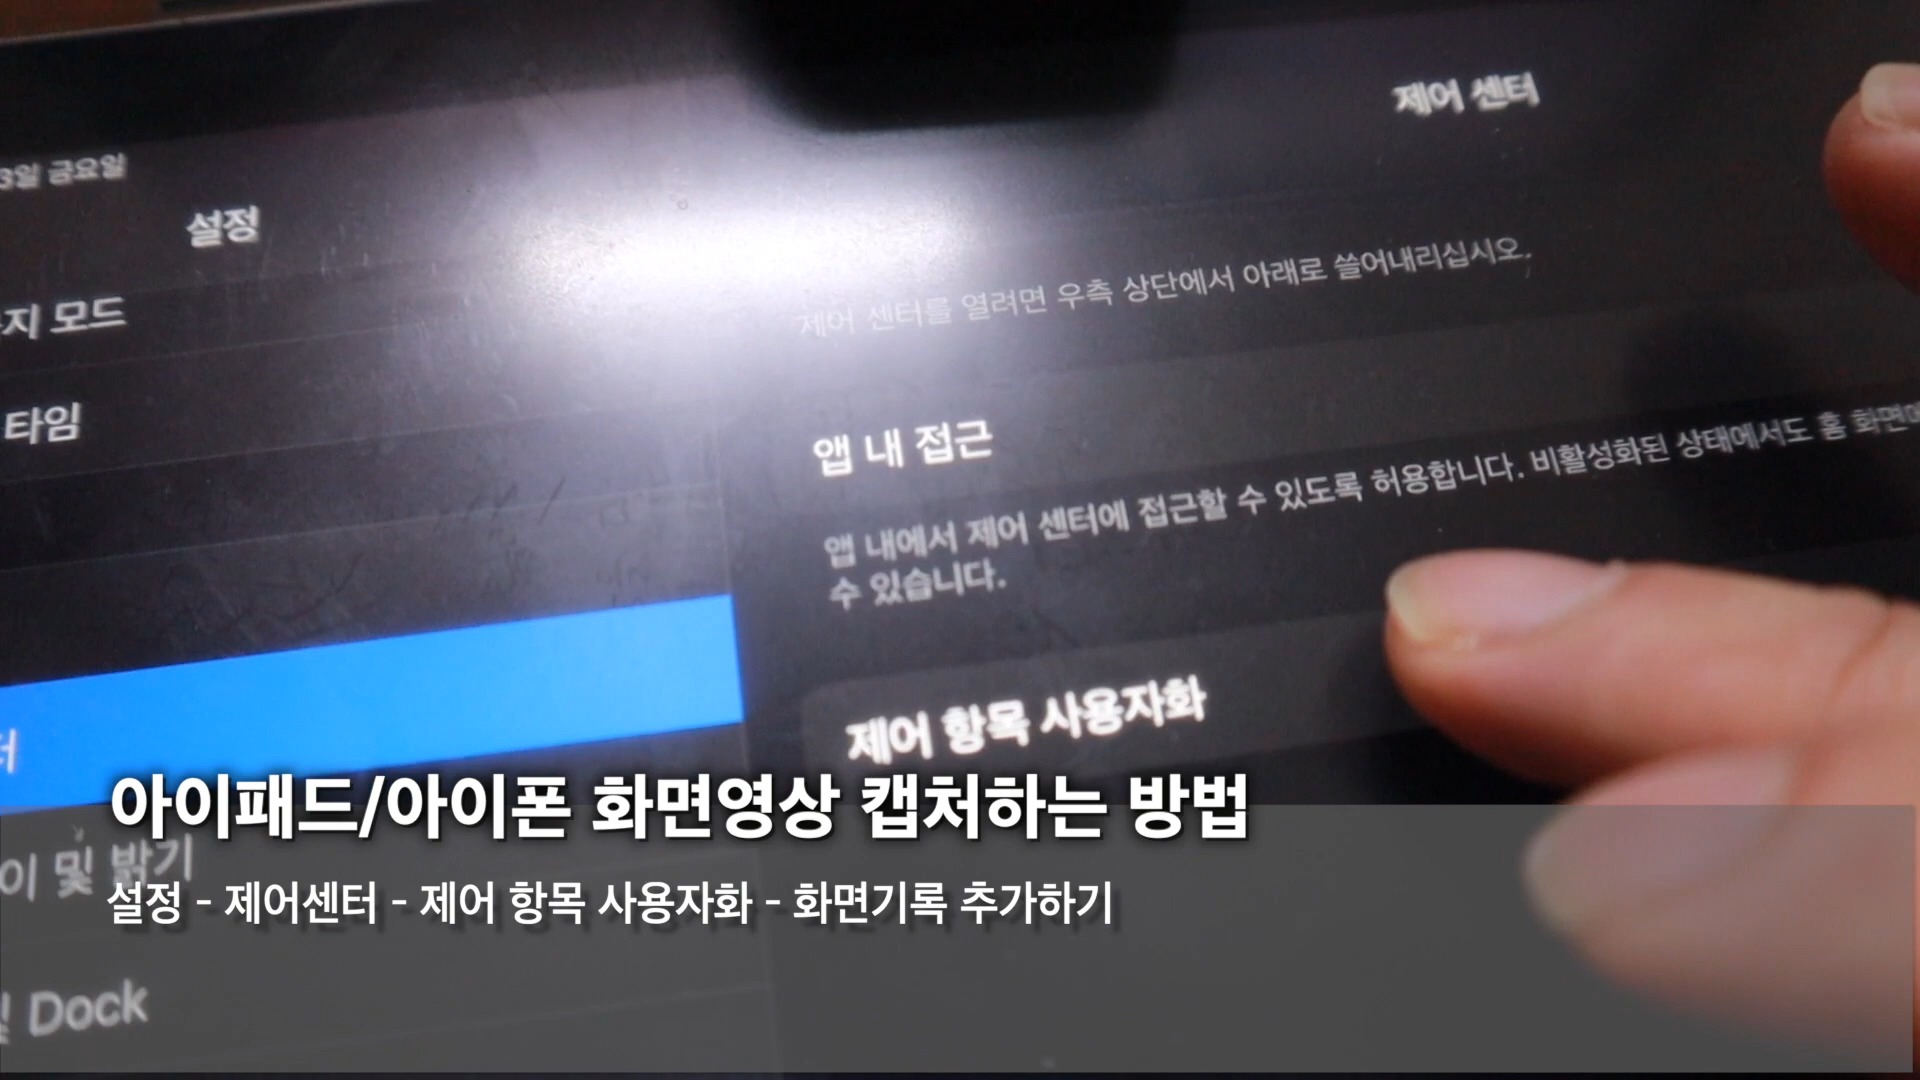 제어 센터
3일 금요일
설정
지 모드
타임
제어 센터를 열려면 우측 상단에서 아래로 쓸어내리십시오.
앱 내 접근
앱 내에서 제어 센터에 접근할 수 있도록 허용합니다. 비활성화된 상태에서도 홈 화면에
수 있습니다.
제어 항목 사용자화
터
아이패드/아이폰 화면영상 캡처하는 방법
이 및 밝기
설정 - 제어센터 - 제어 항목 사용자화 - 화면기록 추가하기
및 Dock